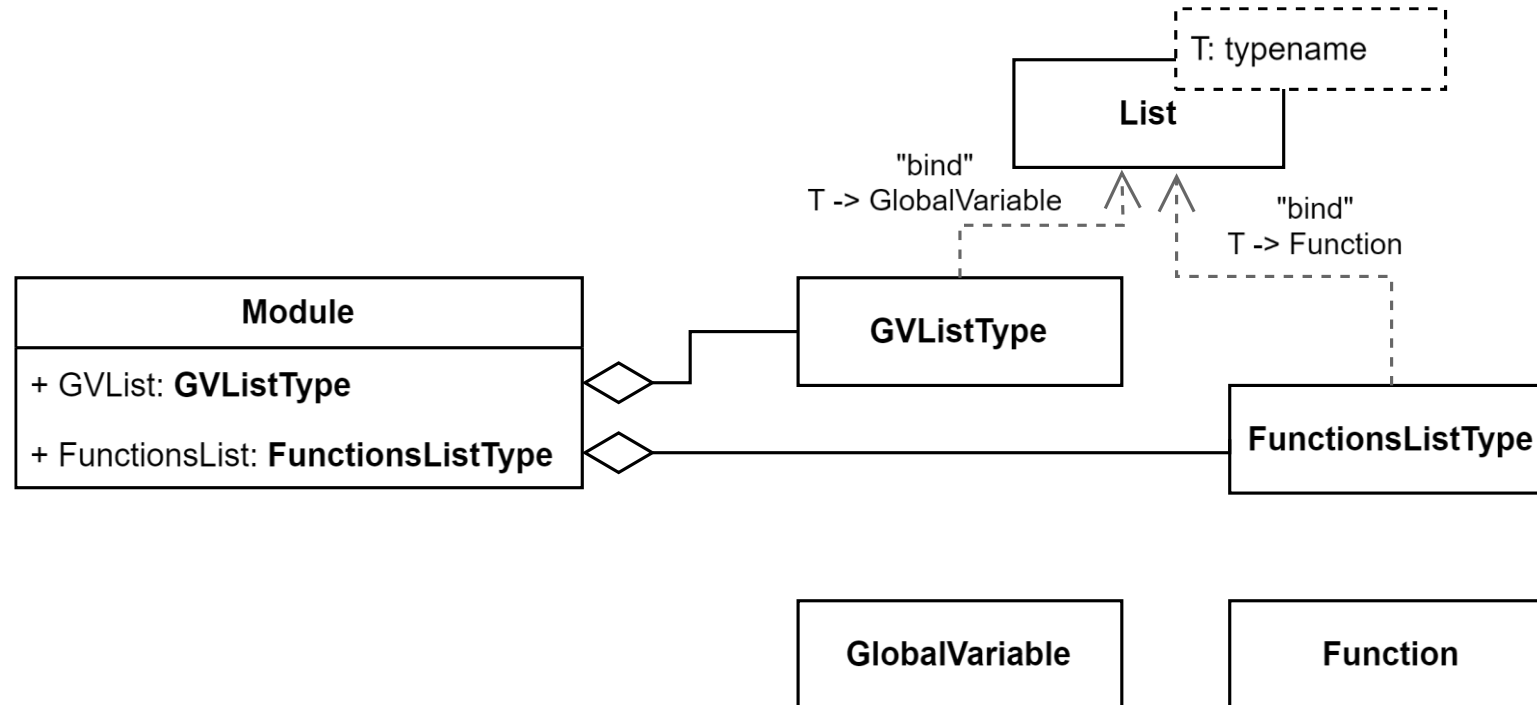 T: typename
List
"bind"
T -> GlobalVariable
"bind"
T -> Function
Module
+ GVList: GVListType
+ FunctionsList: FunctionsListType
GVListType
FunctionsListType
GlobalVariable
Function